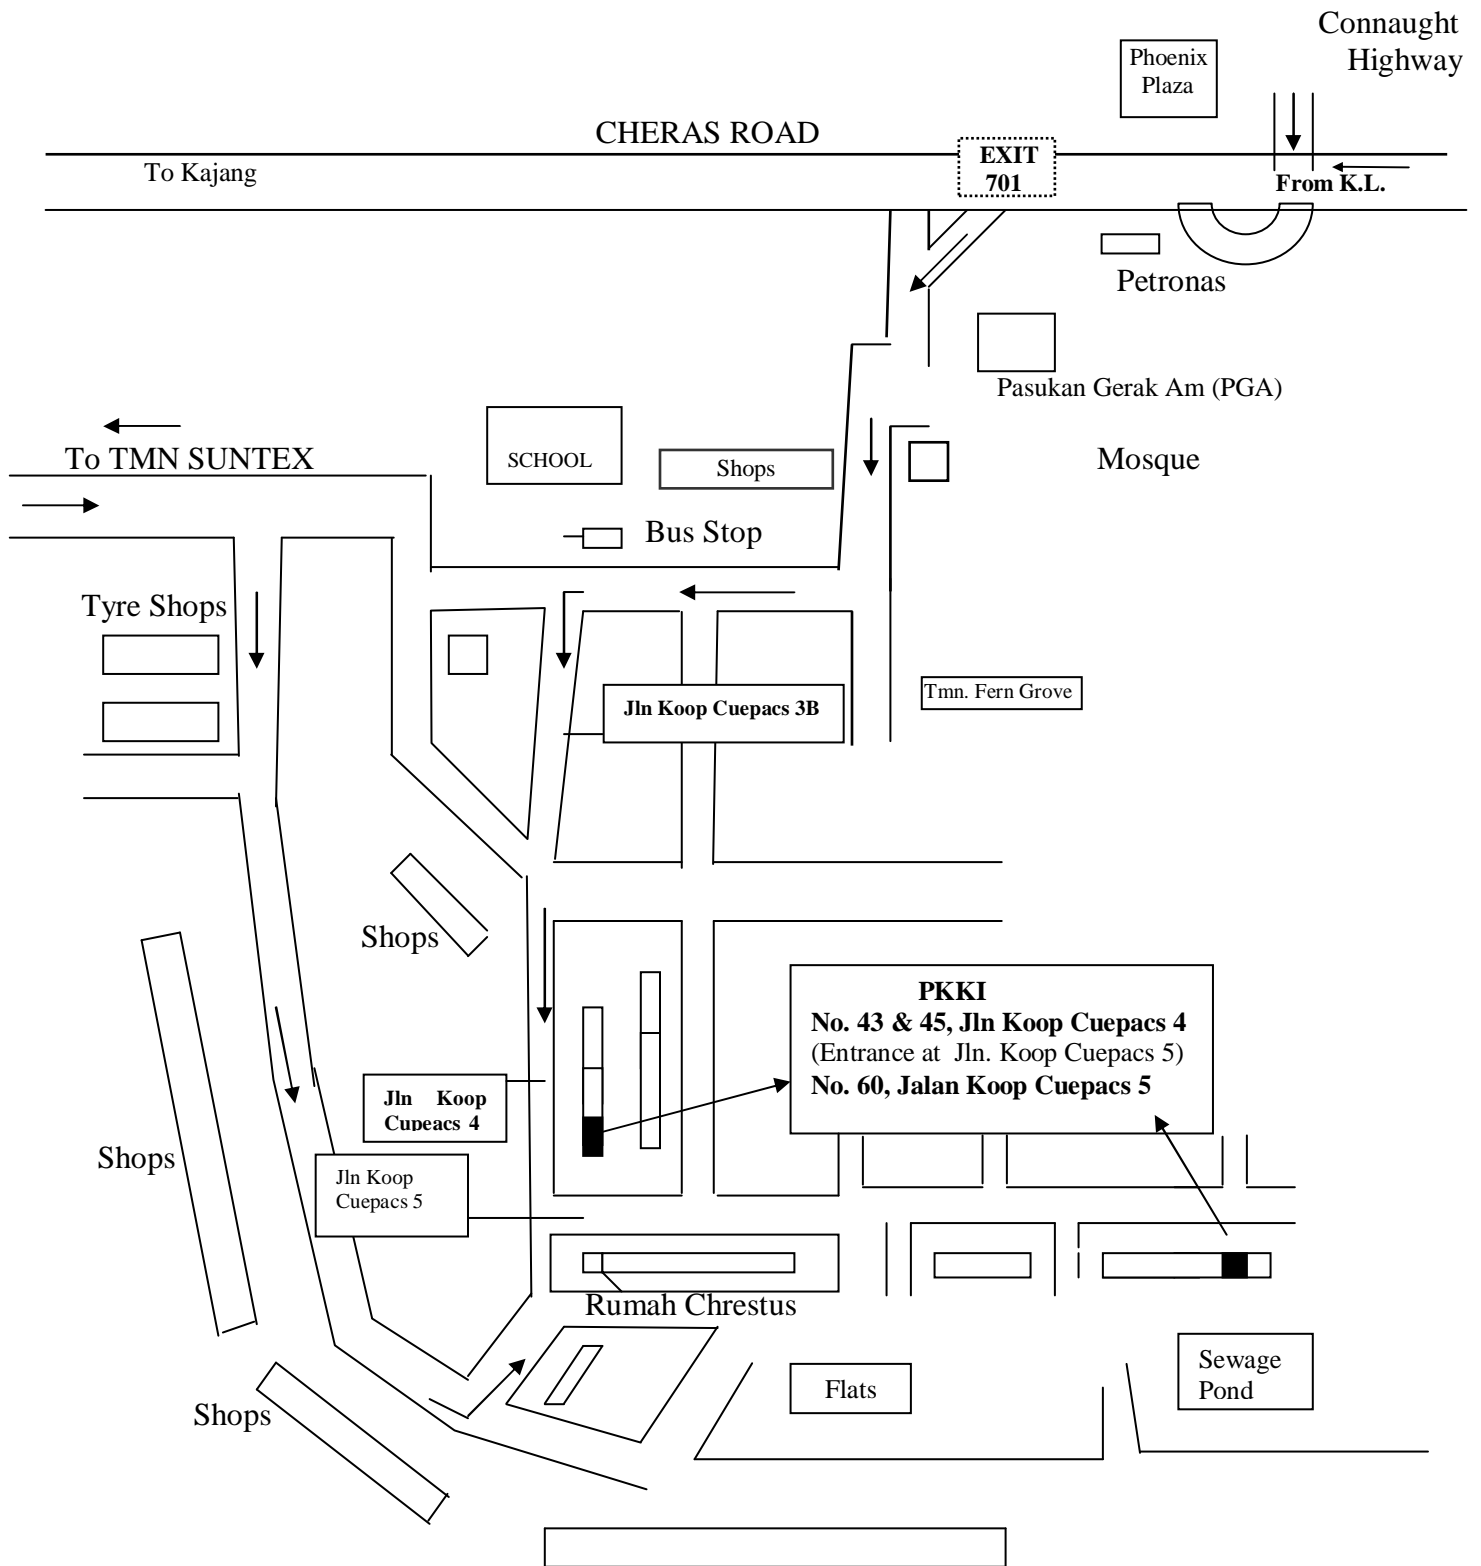 Connaught
Highway
Phoenix
Plaza
CHERAS ROAD
EXIT
701
To Kajang
From K.L.
Petronas
Pasukan Gerak Am (PGA)
To TMN SUNTEX
SCHOOL
Shops
Mosque
Bus Stop
Tyre Shops
Tmn. Fern Grove
Jln Koop Cuepacs 3B
Shops
PKKI
No. 43 & 45, Jln Koop Cuepacs 4
(Entrance at Jln. Koop Cuepacs 5)
No. 60, Jalan Koop Cuepacs 5
Jln Koop
Cupeacs 4
Shops
Jln Koop
Cuepacs 5
Rumah Chrestus
Sewage
Pond
Flats
Shops